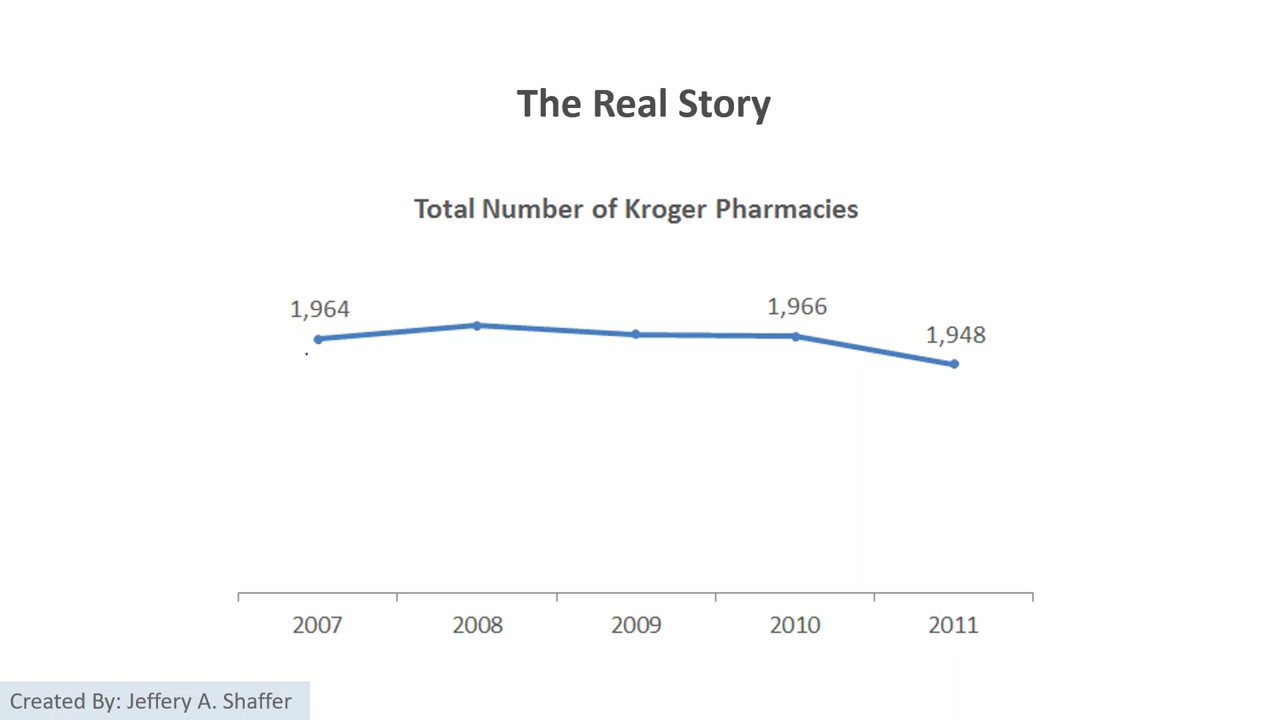 The Real Story
Total Number of Kroger Pharmacies
1,964
1,966
1,948
2007 2008 2009 2010 2011
Created By: Jeffery A. Shaffer